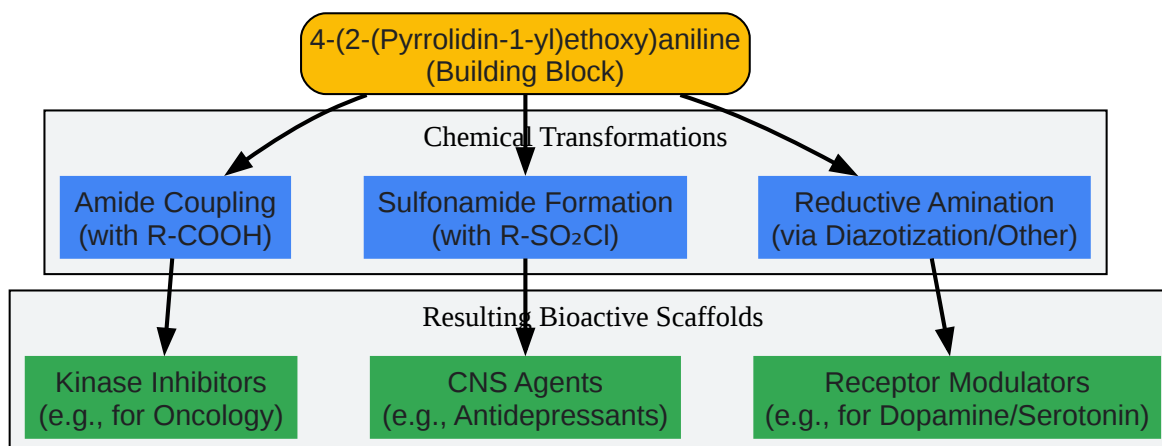 4-(2-(Pyrrolidin-1-yl)ethoxy)aniline
(Building Block)
Chemical Transformations
Amide Coupling
(with R-COOH)
Sulfonamide Formation
(with R-SO₂Cl)
Reductive Amination
(via Diazotization/Other)
Resulting Bioactive Scaffolds
Kinase Inhibitors
(e.g., for Oncology)
CNS Agents
(e.g., Antidepressants)
Receptor Modulators
(e.g., for Dopamine/Serotonin)